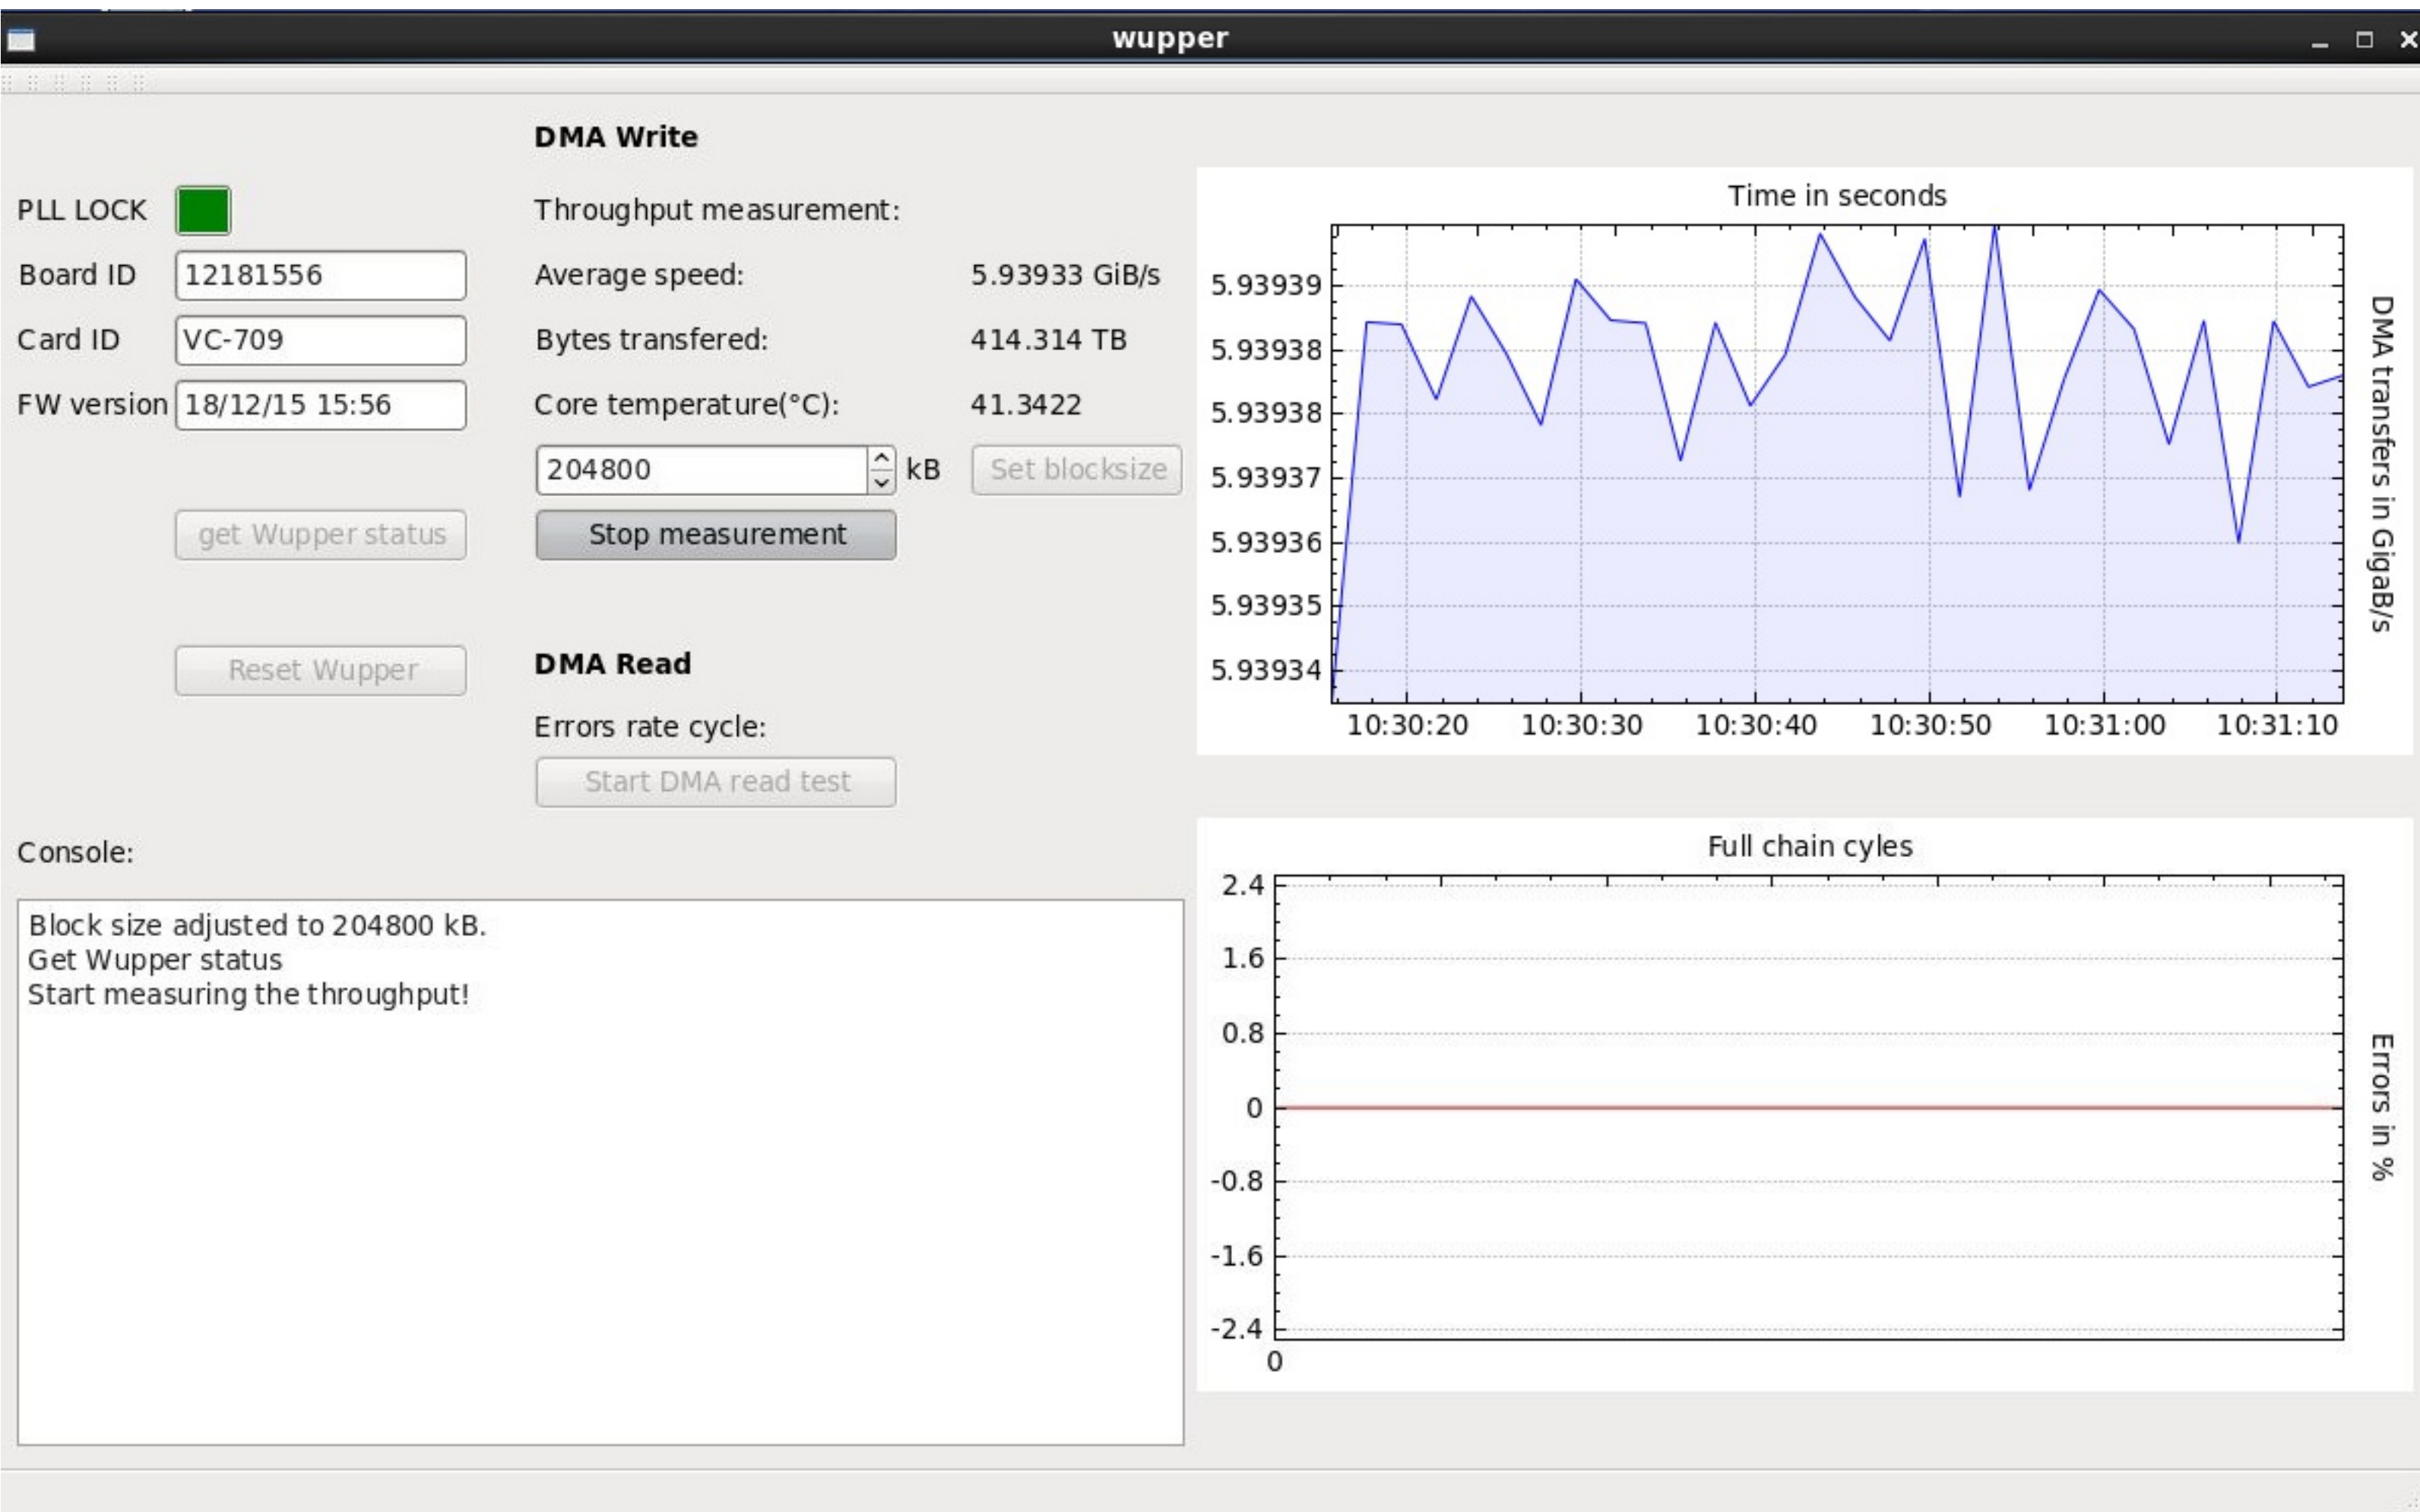 wupper
DMA Write
PLL LOCK
Throughput measurement:
Board ID 12181556
Average speed: 5.93933 GiB/s
Card ID VC-709
Bytes transfered: 414.314 TB
FW version 18/12/15 15:56
Core temperature(°C): 41.3422
204800 kB Set blocksize
get Wupper status
Stop measurement
Reset Wupper
DMA Read
Errors rate cycle:
Start DMA read test
Console:
Block size adjusted to 204800 kB.
Get Wupper status
Start measuring the throughput!
Time in seconds
5.93939
5.93938
5.93938
5.93937
5.93936
5.93935
5.93934
10:30:20 10:30:30 10:30:40 10:30:50 10:31:00 10:31:10
DMA transfers in GigaB/s
Full chain cyles
2.4
1.6
0.8
0
-0.8
-1.6
-2.4
0
Errors in %